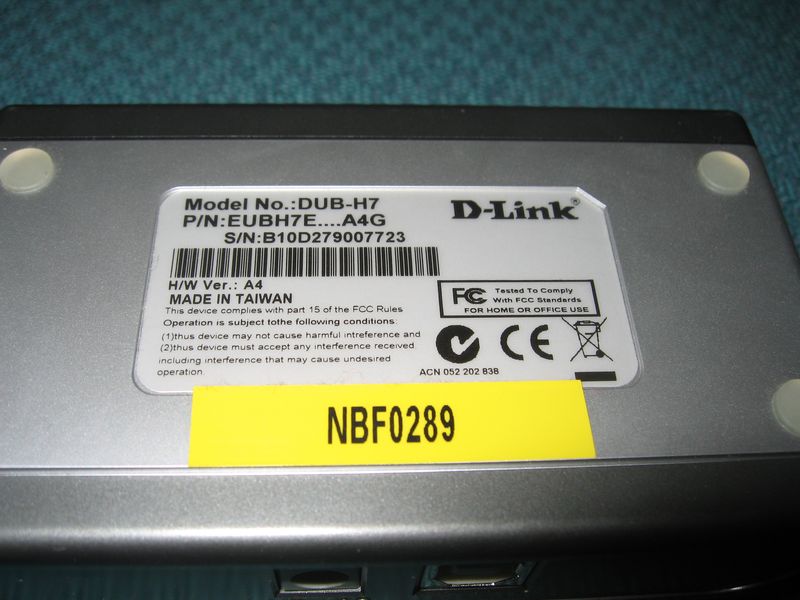 Model No.:DUB-H7
P/N:EUBH7E....A4G
S/N:B10D279007723
D-Link®
H/W Ver.: A4
MADE IN TAIWAN
This device complies with part 15 of the FCC Rules
Operation is subject tothe following conditions:
(1)thus device may not cause harmful intreference and
(2)thus device must accept any interference received.
including interference that may cause undesired
operation.
FC Tested To Comply
With FCC Standards
FOR HOME OR OFFICE USE
CE
ACN 052 202 838
NBF0289